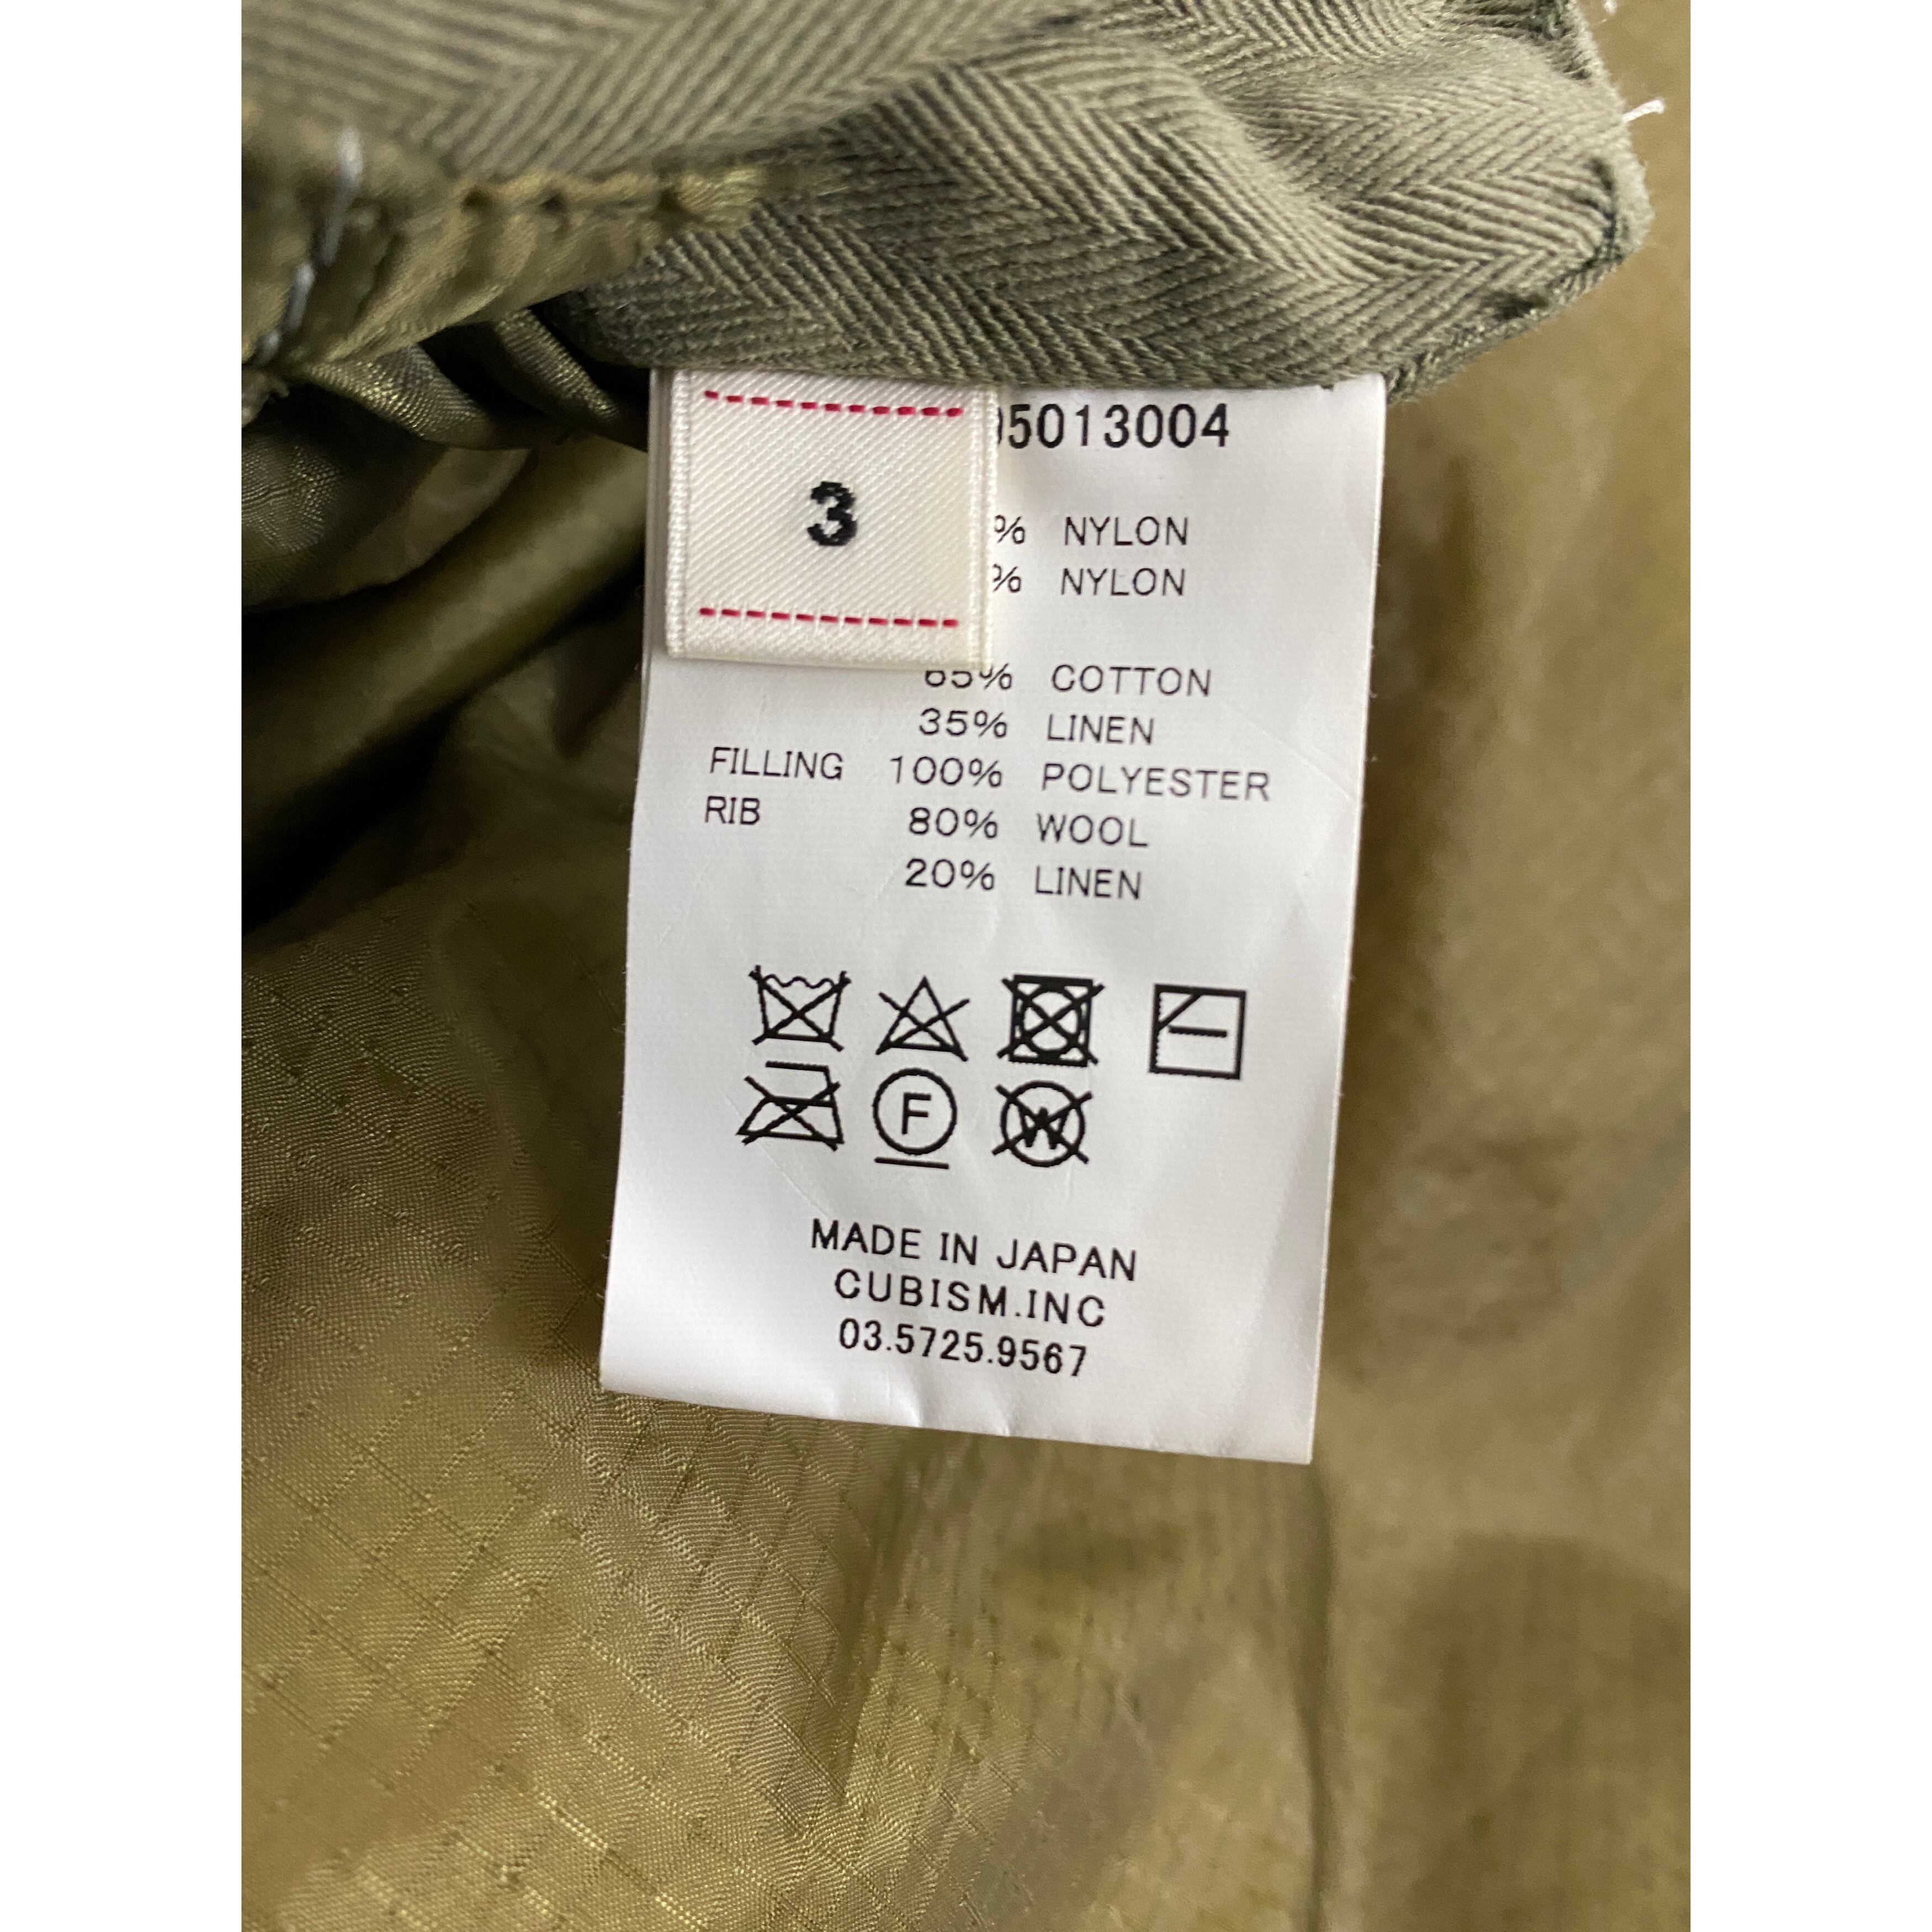 3
5013004
% NYLON
% NYLON
65% COTTON
35% LINEN
FILLING 100% POLYESTER
RIB 80% WOOL
20% LINEN
F
W
MADE IN JAPAN
CUBISM.INC
03.5725.9567